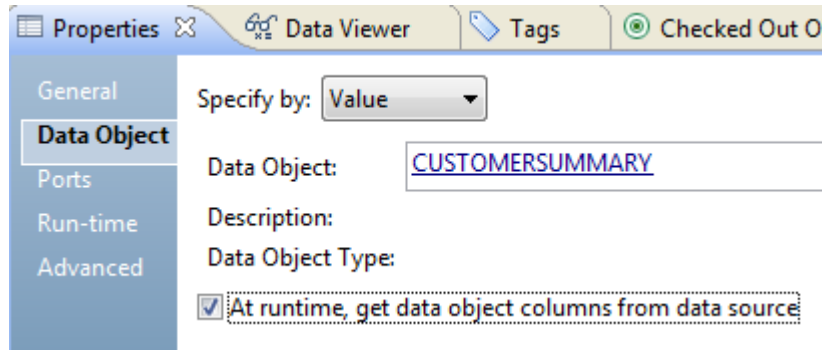 Properties Data Viewer Tags Checked Out O
General
Specify by: Value
Data Object
Data Object: CUSTOMERSUMMARY
Ports
Run-time
Description:
Advanced
Data Object Type:
At runtime, get data object columns from data source